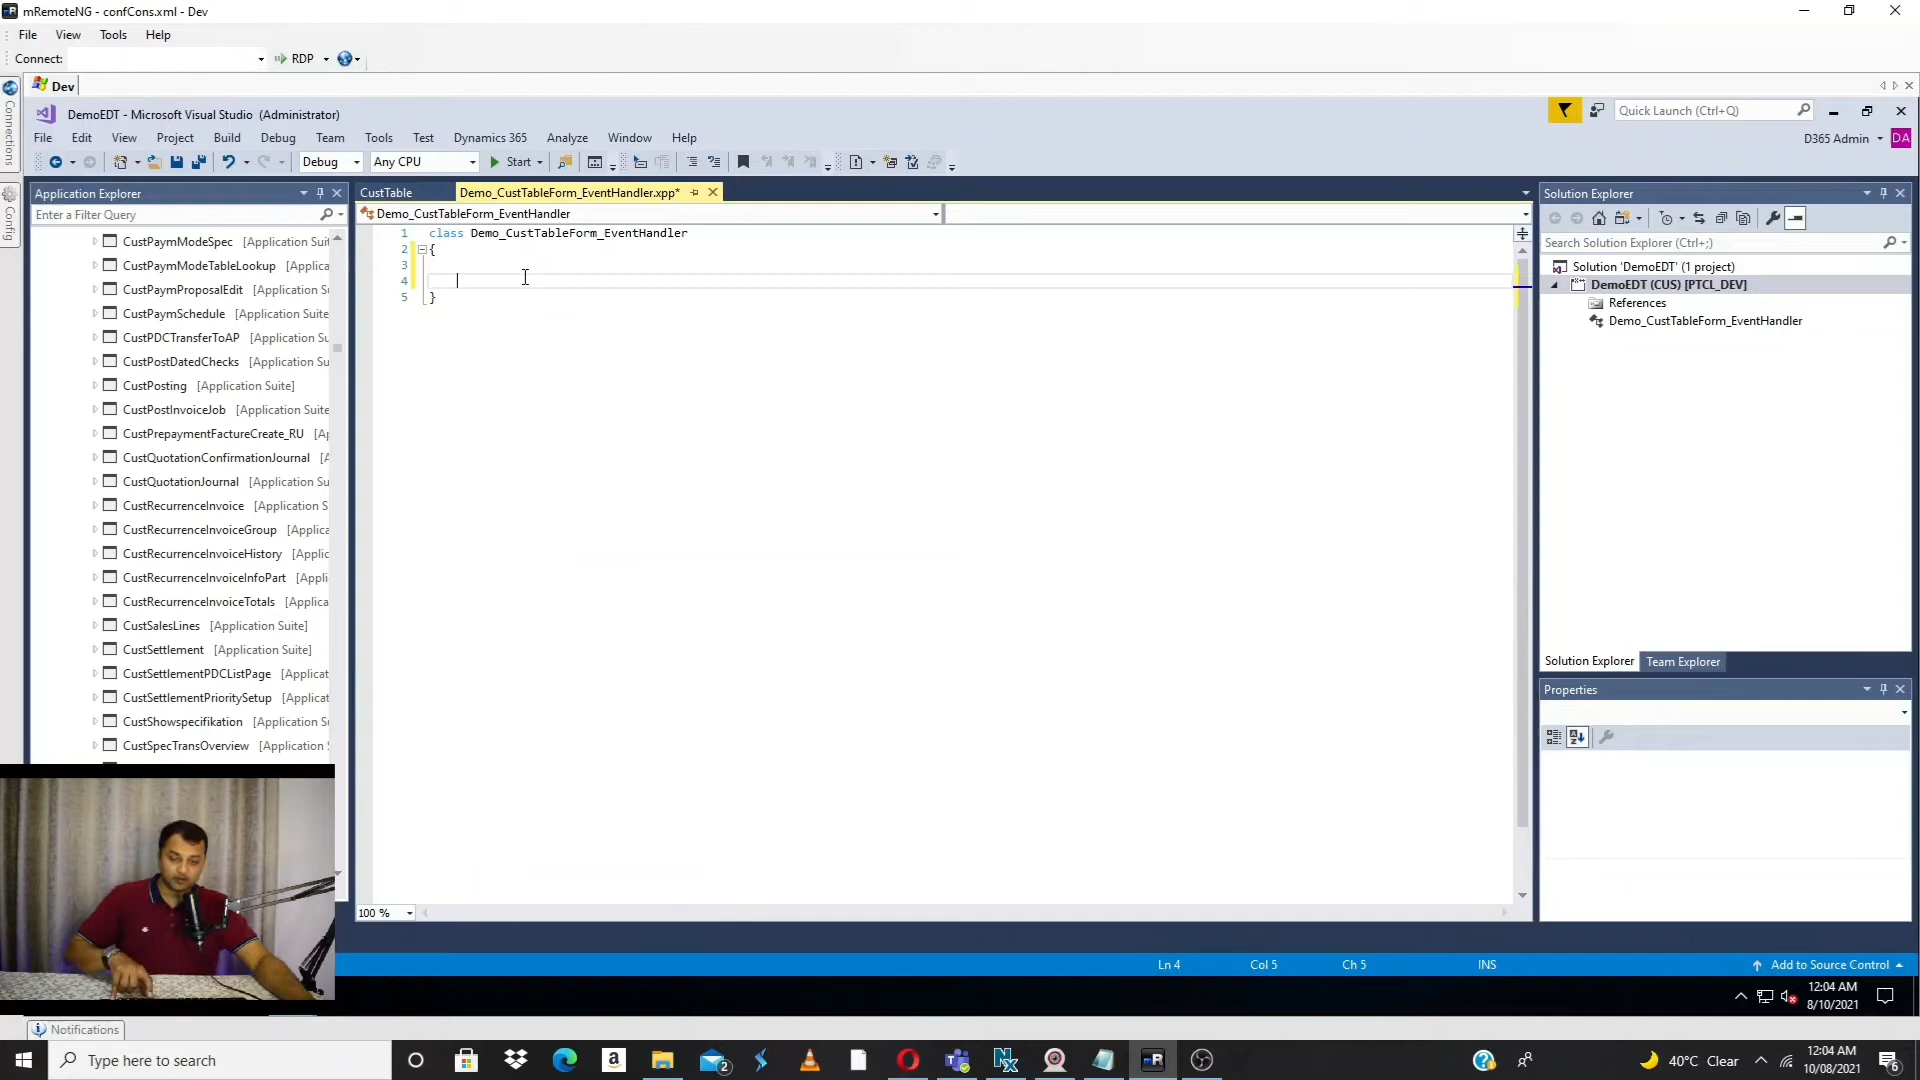 mRemoteNG - confCons.xml - Dev
File View Tools Help
Connect: RDP
Dev
Connections
Config
DemoEDT - Microsoft Visual Studio (Administrator)
Quick Launch (Ctrl+Q)
File Edit View Project Build Debug Team Tools Test Dynamics 365 Analyze Window Help
D365 Admin DA
Debug Any CPU Start
Application Explorer
Enter a Filter Query
CustPaymModeSpec [Application Suit
CustPaymModeTableLookup [Applicat
CustPaymProposalEdit [Application
CustPaymSchedule [Application Suit
CustPDCTransferToAP [Application Su
CustPostDatedChecks [Application Su
CustPosting [Application Suite]
CustPostInvoiceJob [Application Suite
CustPrepaymentFactureCreate_RU [Ap
CustQuotationConfirmationJournal [A
CustQuotationJournal [Application Su
CustRecurrenceInvoice [Application S
CustRecurrenceInvoiceGroup [Applica
CustRecurrenceInvoiceHistory [Applic
CustRecurrenceInvoiceInfoPart [Appli
CustRecurrenceInvoiceTotals [Applica
CustSalesLines [Application Suite]
CustSettlement [Application Suite]
CustSettlementPDCListPage [Applicat
CustSettlementPrioritySetup [Applicat
CustShowspecifikation [Application Su
CustSpecTransOverview [Application S
CustTable Demo_CustTableForm_EventHandler.xpp*
Demo_CustTableForm_EventHandler
1 class Demo_CustTableForm_EventHandler
2 {
3
4
5 }
100 %
Solution Explorer
Search Solution Explorer (Ctrl+;)
Solution 'DemoEDT' (1 project)
DemoEDT (CUS) [PTCL_DEV]
References
Demo_CustTableForm_EventHandler
Solution Explorer Team Explorer
Properties
Ln 4 Col 5 Ch 5 INS Add to Source Control
12:04 AM
8/10/2021
Notifications
Type here to search
2
40°C Clear
12:04 AM
10/08/2021
6